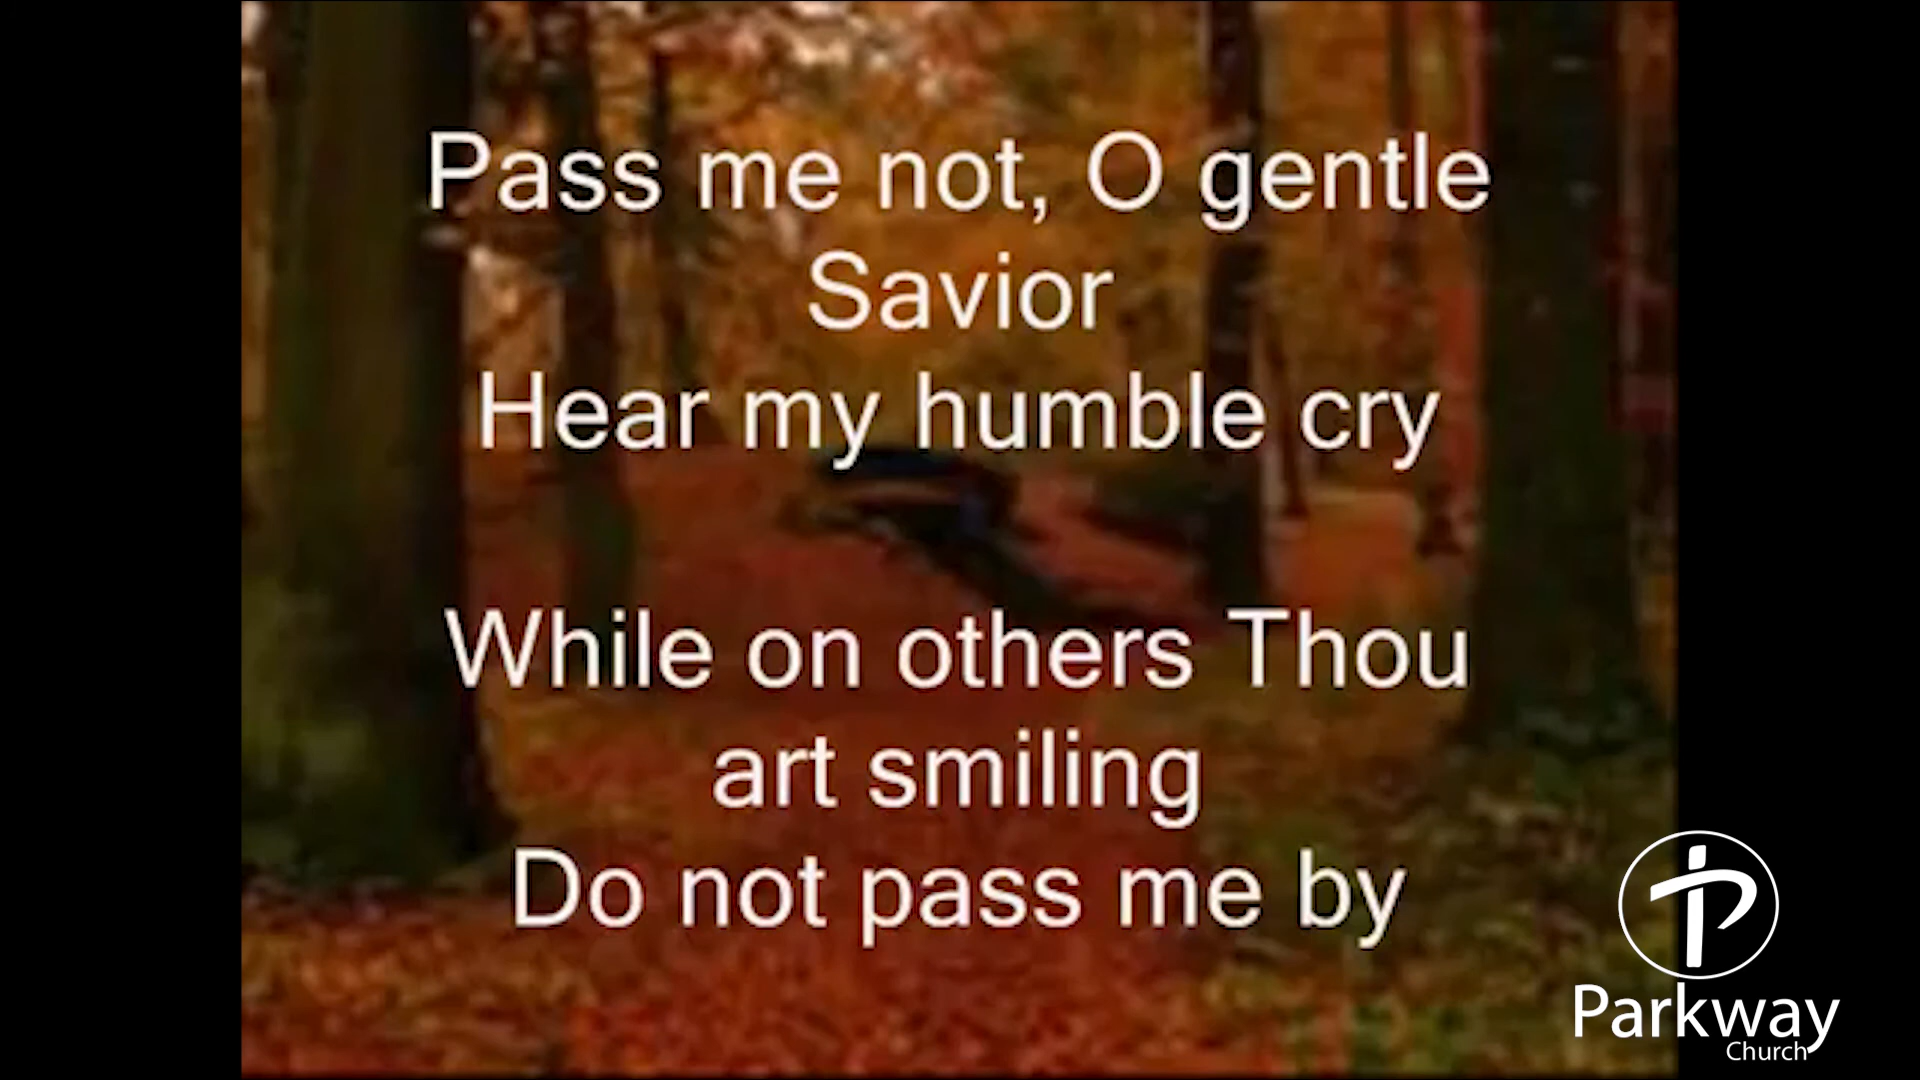 Pass me not, O gentle
Savior
Hear my humble cry
While on others Thou
art smiling
Do not pass me by
Parkway
Church